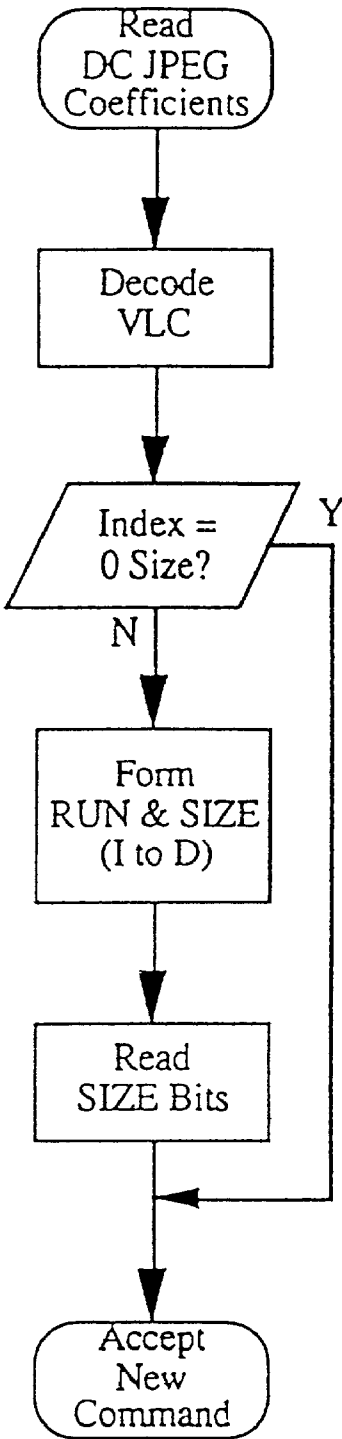 Read
DC JPEG
Coefficients
Decode
VLC
Index =
0 Size?
Y
N
Form
RUN & SIZE
(I to D)
Read
SIZE Bits
Accept
New
Command